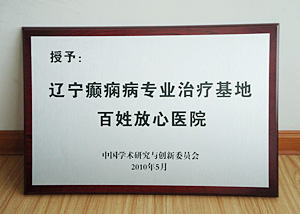 授予：
辽宁癫痫病专业治疗基地
百姓放心医院
中国学术研究与创新委员会
2010年5月